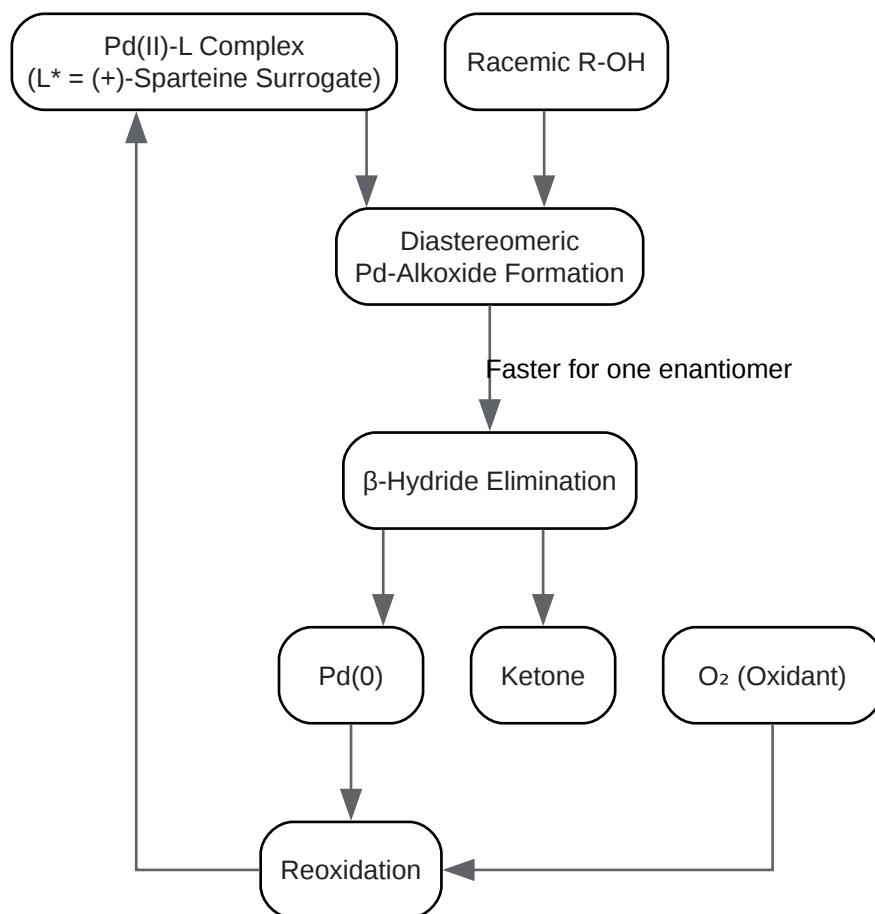 Pd(II)-L Complex
(L* = (+)-Sparteine Surrogate)
Racemic R-OH
Diastereomeric
Pd-Alkoxide Formation
Faster for one enantiomer
β-Hydride Elimination
Pd(0)
Ketone
O₂ (Oxidant)
Reoxidation